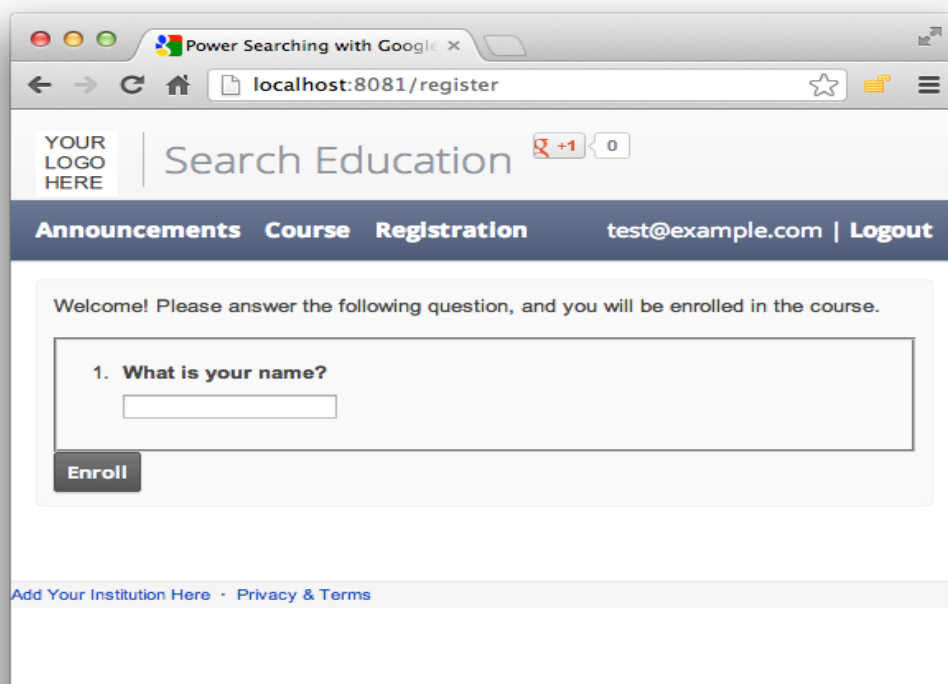 Power Searching with Google
localhost:8081/register
YOUR
LOGO
HERE
Search Education
g +1
0
Announcements Course Registration test@example.com | Logout
Welcome! Please answer the following question, and you will be enrolled in the course.
1. What is your name?
Enroll
Add Your Institution Here · Privacy & Terms